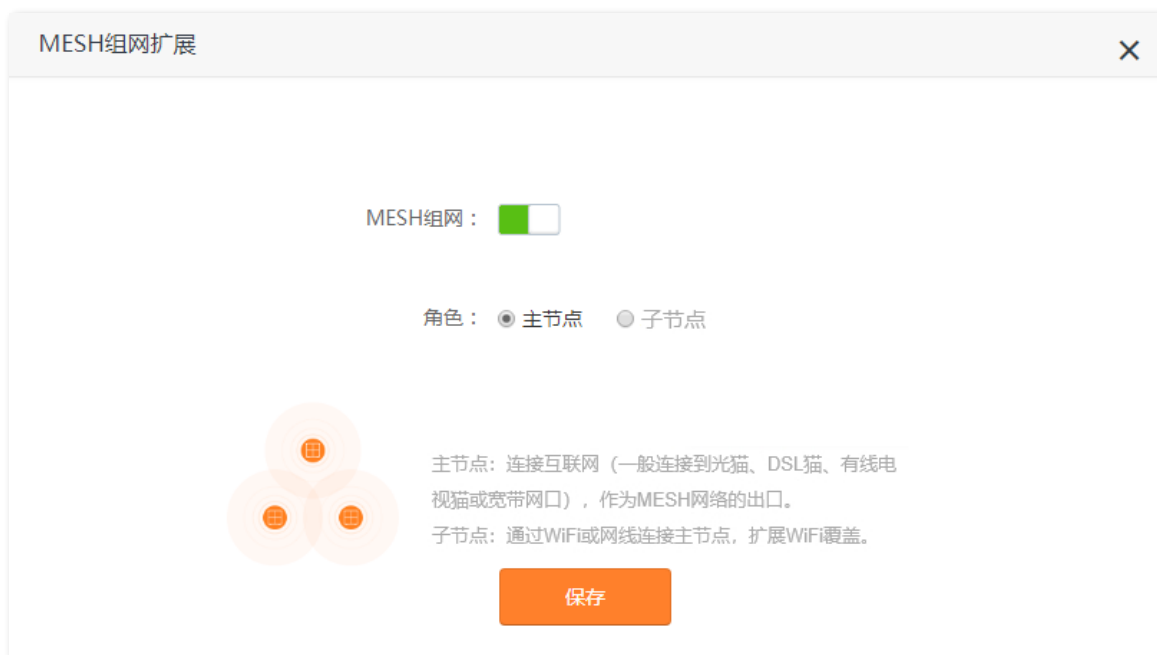 MESH组网扩展
MESH组网：
角色： 主节点 子节点
主节点：连接互联网（一般连接到光猫、DSL猫、有线电
视猫或宽带网口），作为MESH网络的出口。
子节点：通过WiFi或网线连接主节点，扩展WiFi覆盖。
保存